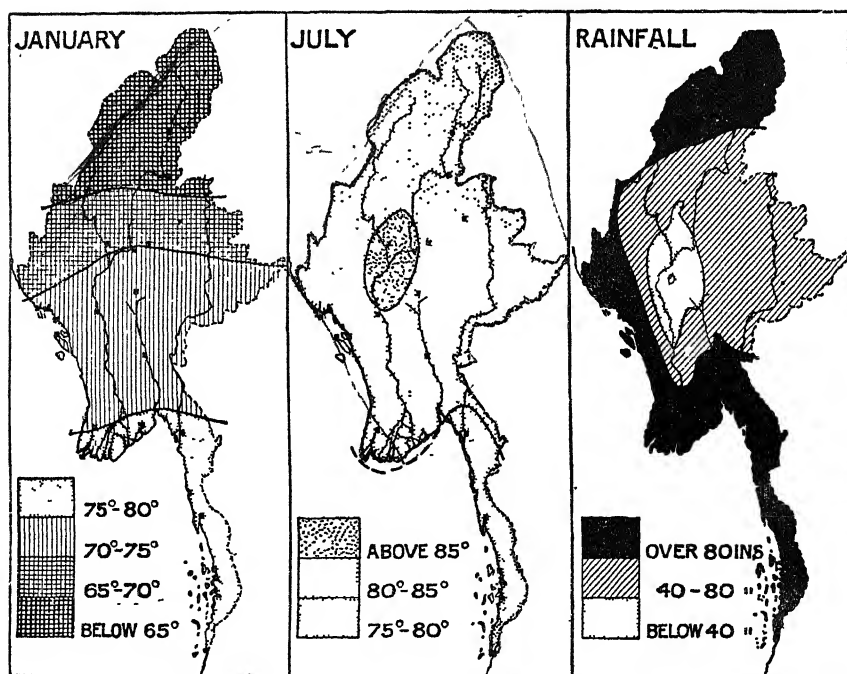 JANUARY
75°-80°
70°-75°
65°-70°
BELOW 65°
JULY
ABOVE 85°
80°-85°
75°-80°
RAINFALL
OVER 80INS
40-80 "
BELOW 40 "